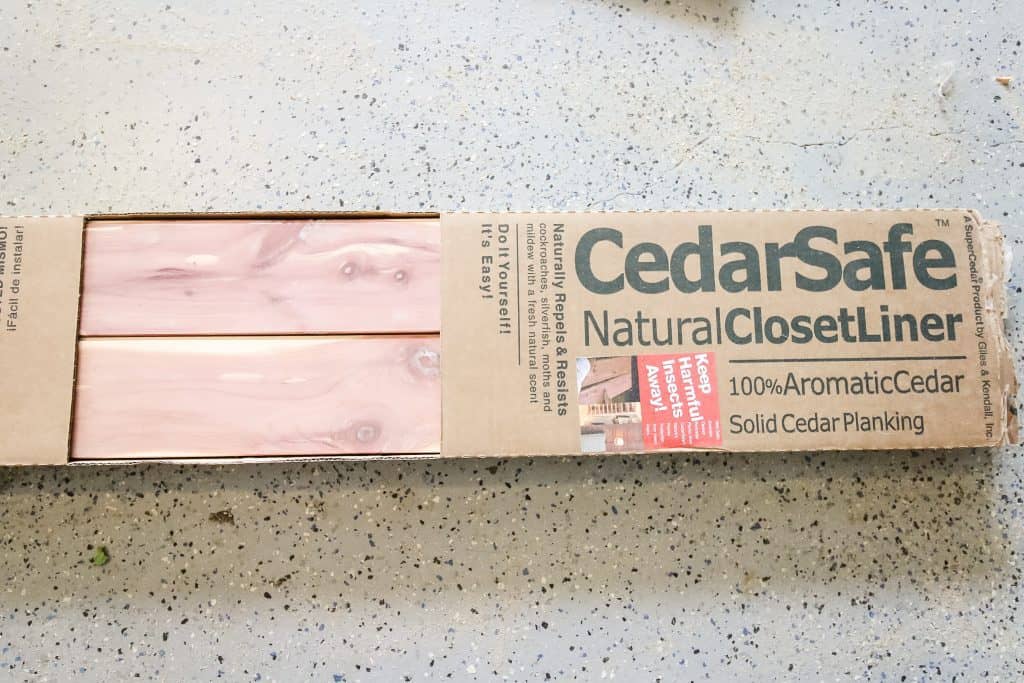 CedarSafe™
NaturalClosetLiner
100%AromaticCedar
Solid Cedar Planking
Keep
Harmful
Insects
Away!
Naturally Repels & Resists
cockroaches, silverfish, moths and
mildew with a fresh natural scent
Do It Yourself!
It's Easy!
A SuperCedar Product by Giles & Kendall, Inc.
MISMO!
¡Fácil de instalar!